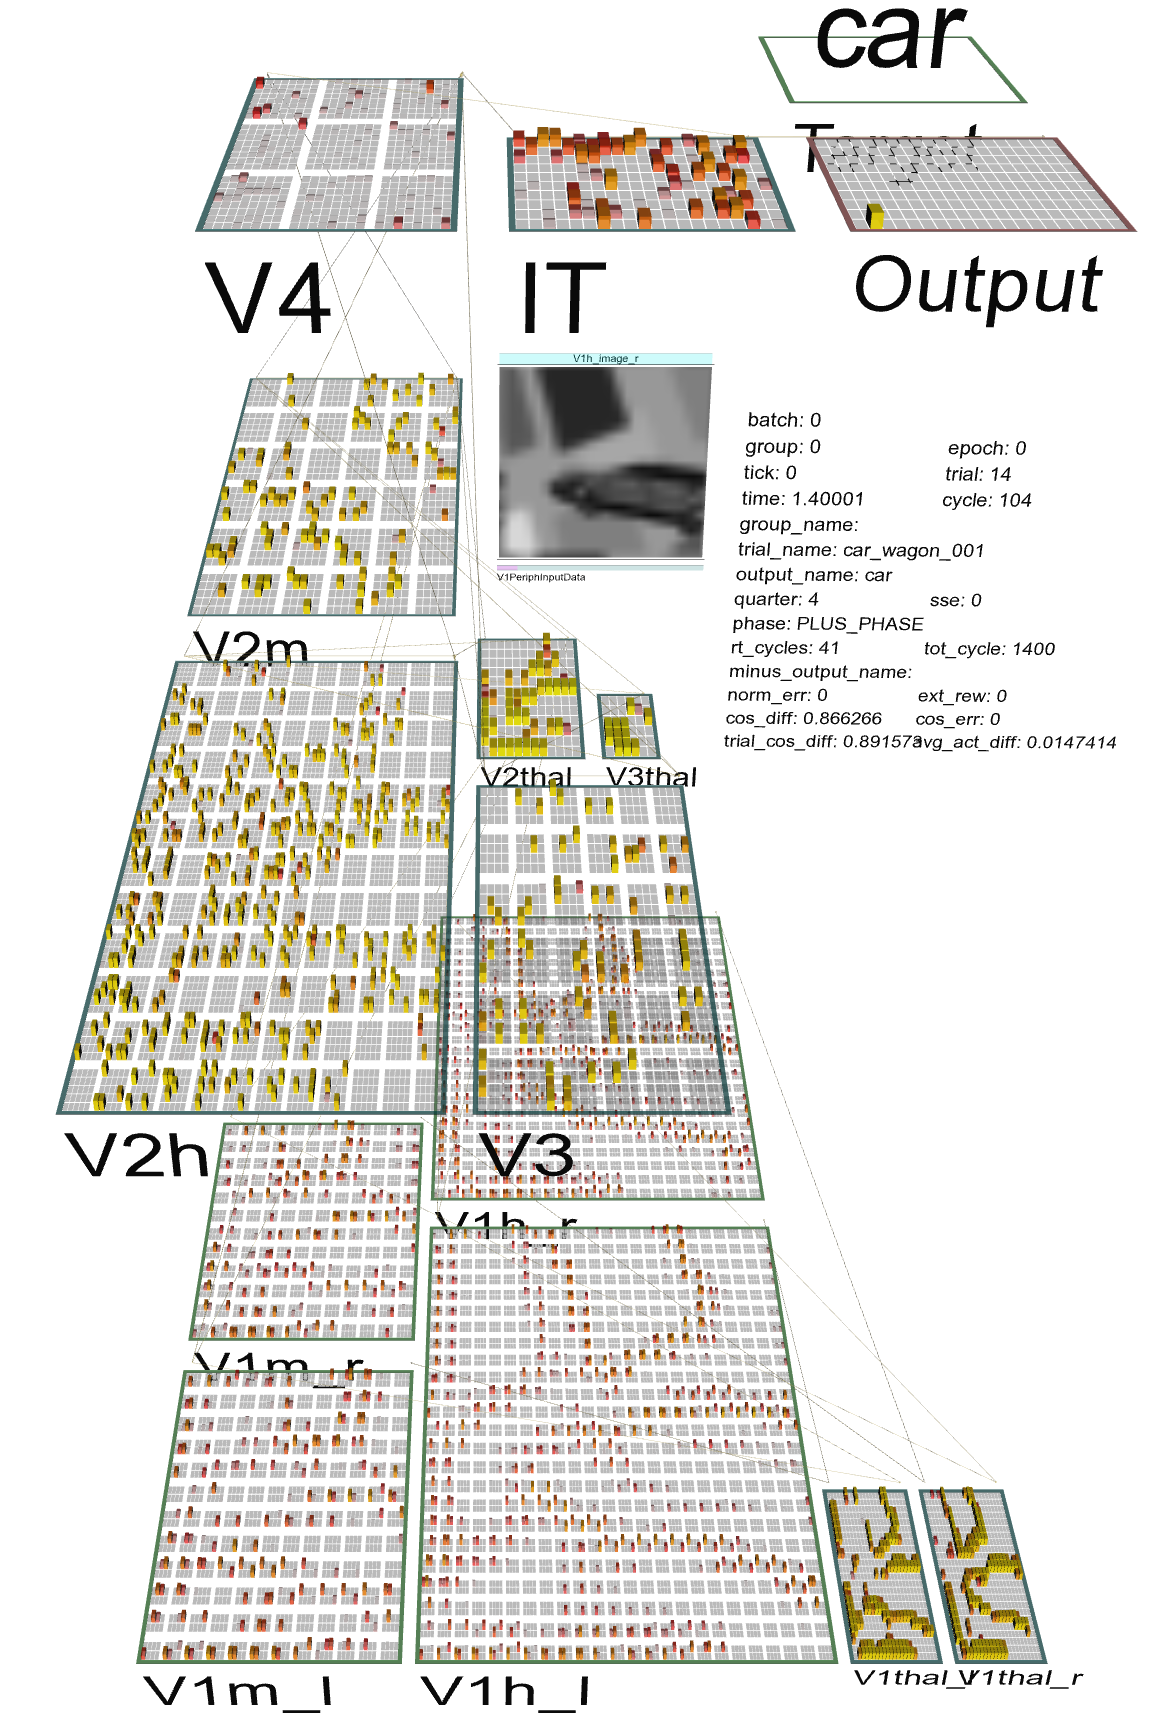 car
V4
IT
Output
V1h_image_r
batch: 0
group: 0 epoch: 0
tick: 0 trial: 14
time: 1.40001 cycle: 104
group_name:
trial_name: car_wagon_001
output_name: car
quarter: 4 sse: 0
phase: PLUS_PHASE
rt_cycles: 41 tot_cycle: 1400
minus_output_name:
norm_err: 0 ext_rew: 0
cos_diff: 0.866266 cos_err: 0
trial_cos_diff: 0.891573 avg_act_diff: 0.0147414
V1PeriphInputData
V2m
V2thal V3thal
V2h V3
V1h_r
V1m_r
V1m_l V1h_l
V1thal_l V1thal_r